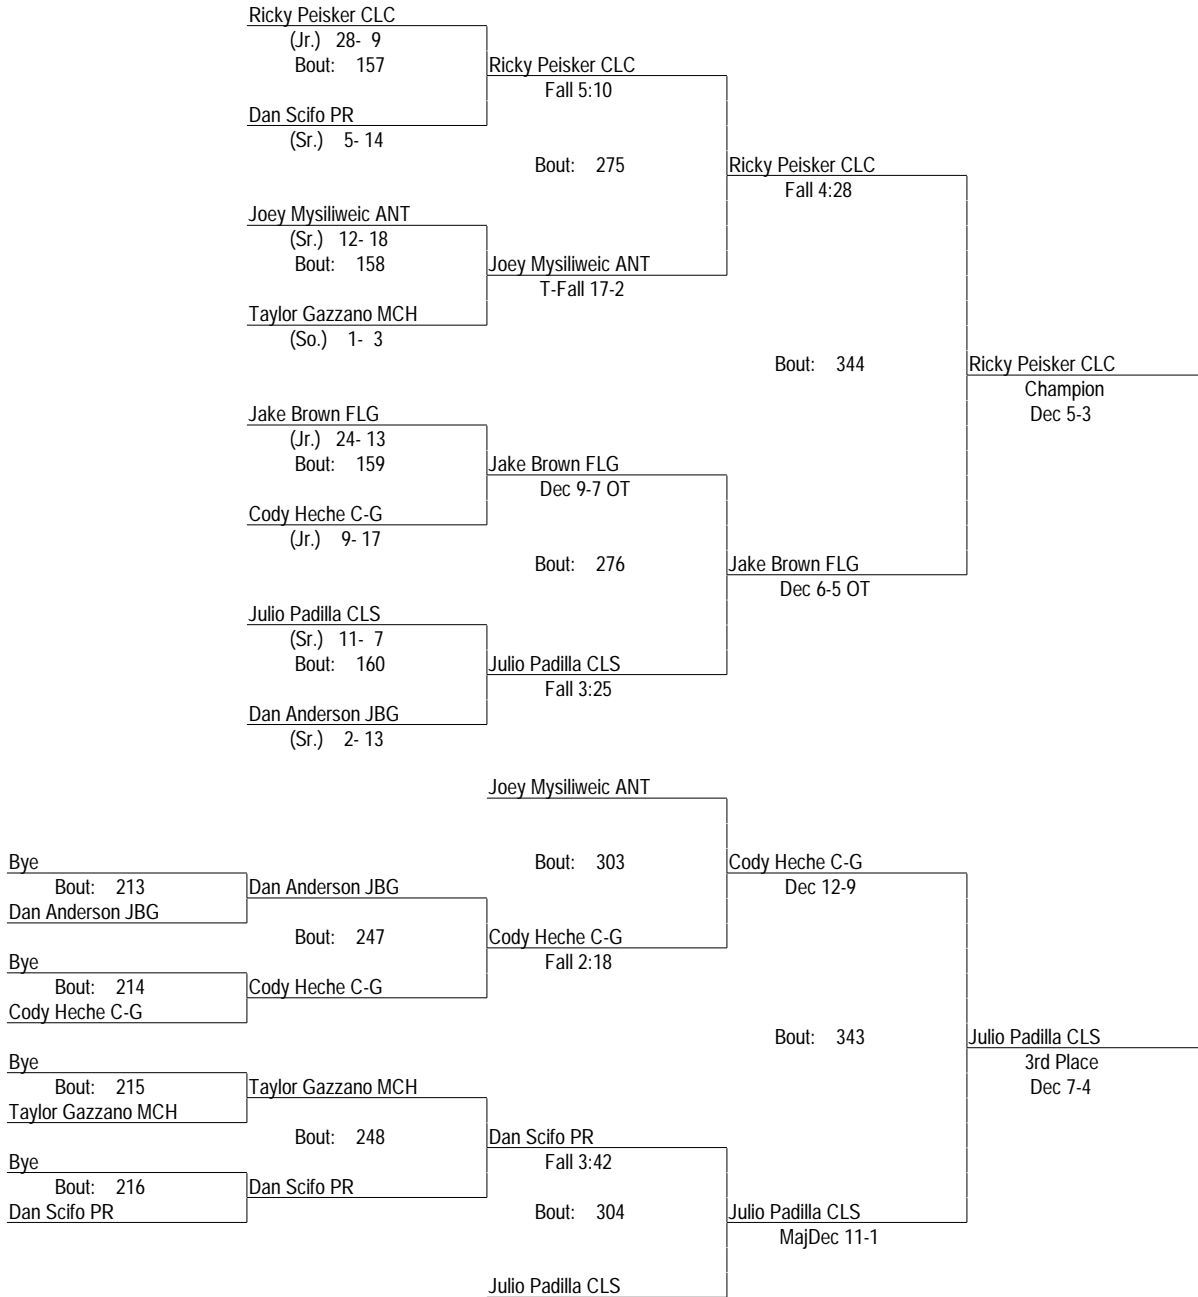 Ricky Peisker CLC
(Jr.) 28- 9
Bout: 157
Ricky Peisker CLC
Fall 5:10
Dan Scifo PR
(Sr.) 5- 14
Bout: 275
Ricky Peisker CLC
Fall 4:28
Joey Mysiliweic ANT
(Sr.) 12- 18
Bout: 158
Joey Mysiliweic ANT
T-Fall 17-2
Taylor Gazzano MCH
(So.) 1- 3
Bout: 344
Ricky Peisker CLC
Champion
Dec 5-3
Jake Brown FLG
(Jr.) 24- 13
Bout: 159
Jake Brown FLG
Dec 9-7 OT
Cody Heche C-G
(Jr.) 9- 17
Bout: 276
Jake Brown FLG
Dec 6-5 OT
Julio Padilla CLS
(Sr.) 11- 7
Bout: 160
Julio Padilla CLS
Fall 3:25
Dan Anderson JBG
(Sr.) 2- 13
Joey Mysiliweic ANT
Bout: 303
Cody Heche C-G
Dec 12-9
Bye
Bout: 213
Dan Anderson JBG
Dan Anderson JBG
Bout: 247
Cody Heche C-G
Fall 2:18
Bye
Bout: 214
Cody Heche C-G
Cody Heche C-G
Bout: 343
Julio Padilla CLS
3rd Place
Dec 7-4
Bye
Bout: 215
Taylor Gazzano MCH
Taylor Gazzano MCH
Bout: 248
Dan Scifo PR
Fall 3:42
Bye
Bout: 216
Dan Scifo PR
Dan Scifo PR
Bout: 304
Julio Padilla CLS
MajDec 11-1
Julio Padilla CLS